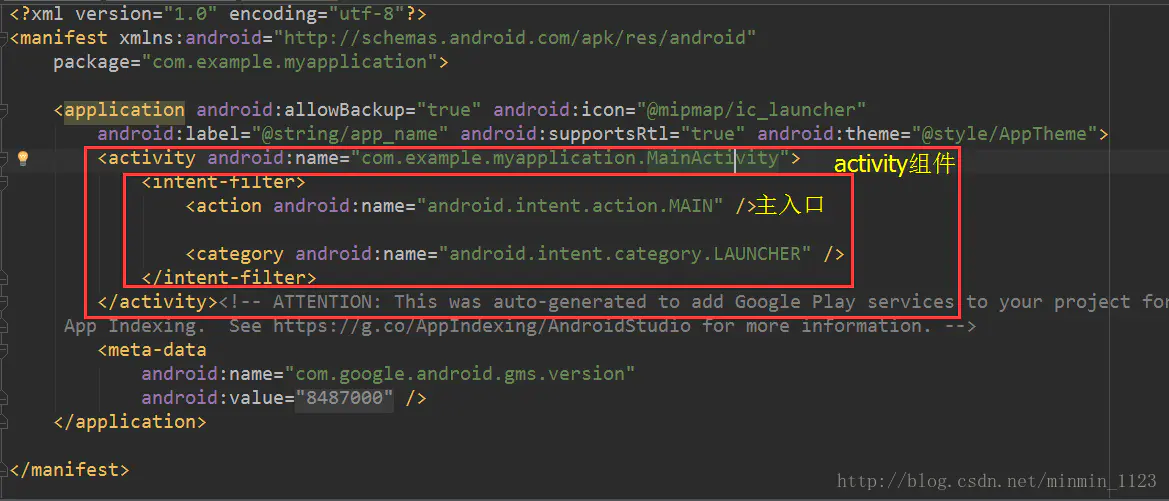 <?xml version="1.0" encoding="utf-8"?>
<manifest xmlns:android="http://schemas.android.com/apk/res/android"
    package="com.example.myapplication">
    <application android:allowBackup="true" android:icon="@mipmap/ic_launcher"
        android:label="@string/app_name" android:supportsRtl="true" android:theme="@style/AppTheme">
        <activity android:name="com.example.myapplication.MainActivity"> activity组件
            <intent-filter>
                <action android:name="android.intent.action.MAIN" />主入口
                <category android:name="android.intent.category.LAUNCHER" />
            </intent-filter>
        </activity><!-- ATTENTION: This was auto-generated to add Google Play services to your project for
     App Indexing.  See https://g.co/AppIndexing/AndroidStudio for more information. -->
        <meta-data
            android:name="com.google.android.gms.version"
            android:value="8487000" />
    </application>
</manifest>
http://blog.csdn.net/minmin_1123